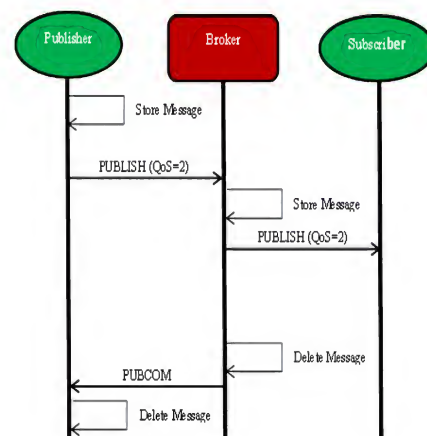 Publisher
Broker
Subscriber
Store Message
PUBLISH (QoS=2)
Store Message
PUBLISH (QoS=2)
Delete Message
PUBCOM
Delete Message